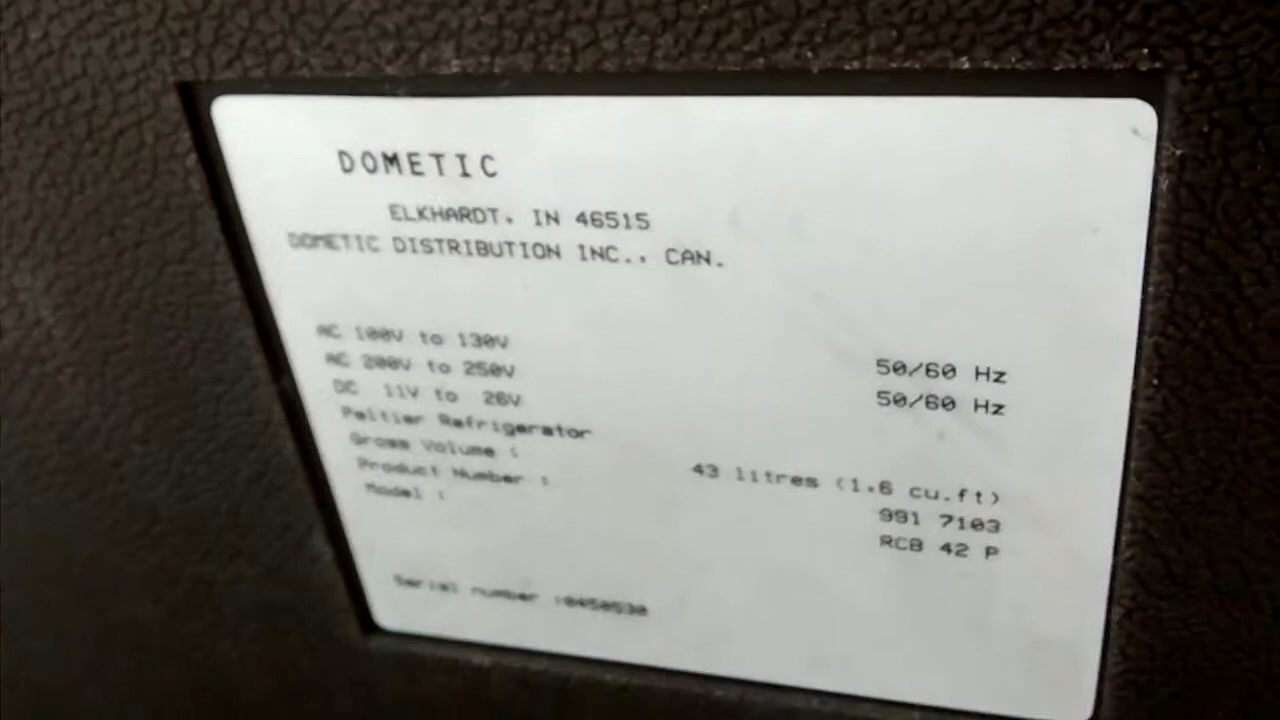 DOMETIC
ELKHARDT, IN 46515
DOMETIC DISTRIBUTION INC., CAN.
AC 100V to 130V 50/60 Hz
AC 200V to 250V 50/60 Hz
DC 11V to 26V
Peltier Refrigerator
Gross Volume : 43 litres (1.6 cu.ft)
Product Number : 991 7103
Model : RCB 42 P
Serial number :0450530